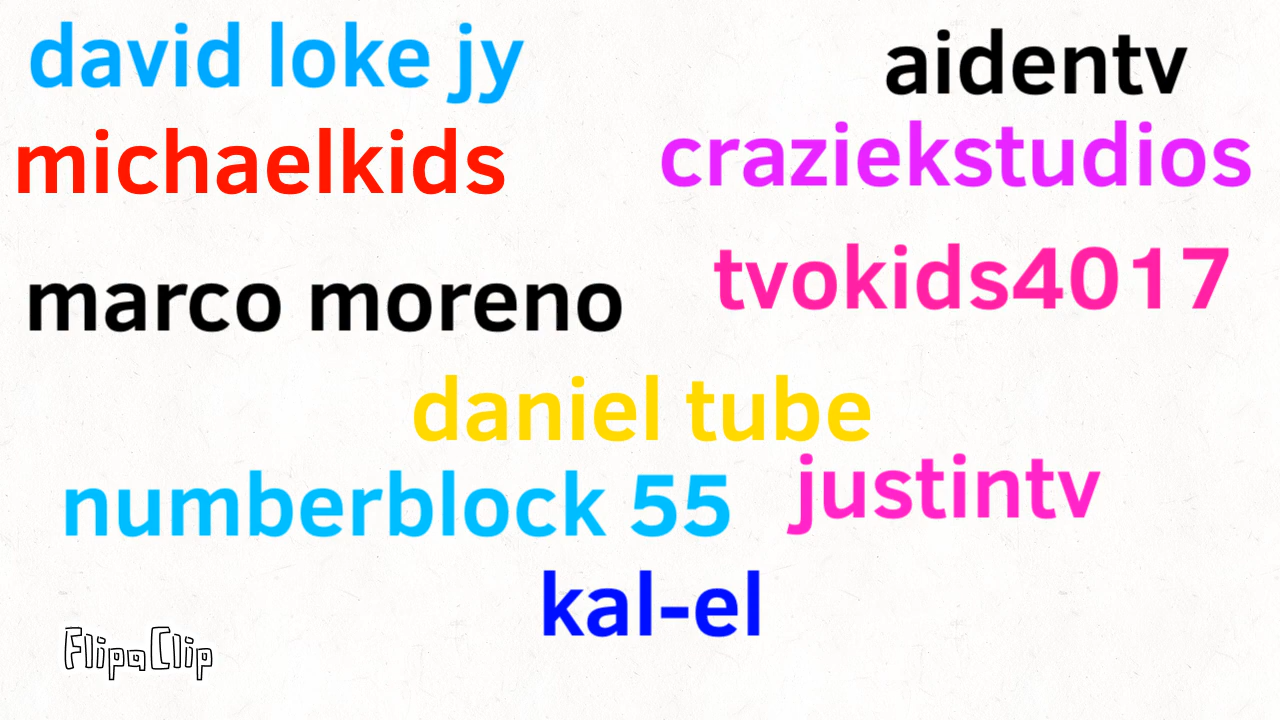 david loke jy
aidentv
michaelkids
craziekstudios
marco moreno
tvokids4017
daniel tube
numberblock 55
justintv
kal-el
FlipaClip